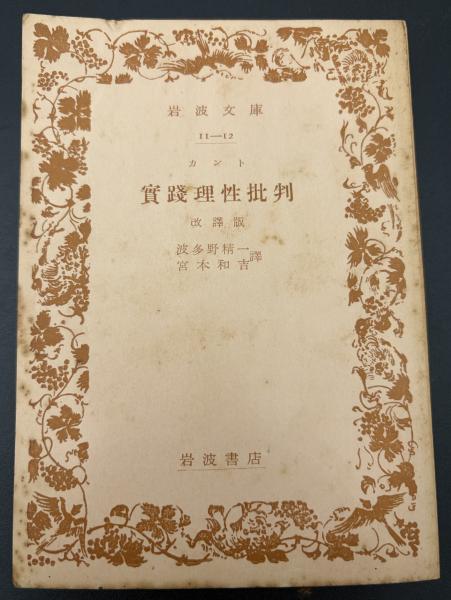 岩波文庫
11—12
カント
實踐理性批判
改譯版
波多野精一
宮本和吉
譯
岩波書店